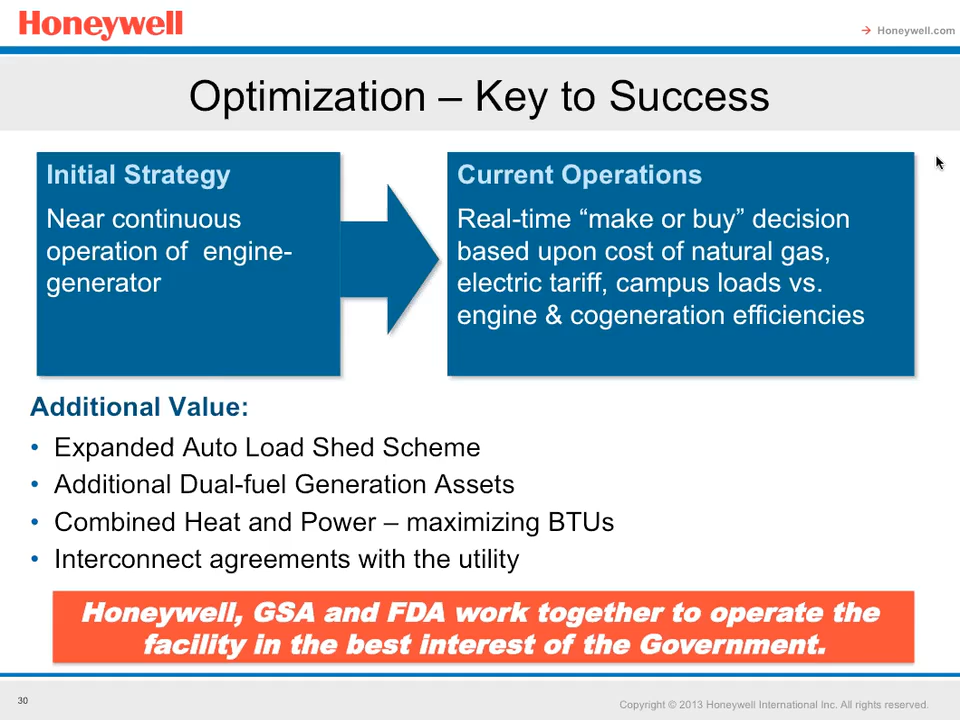 Honeywell
→ Honeywell.com
Optimization – Key to Success
Initial Strategy
Near continuous
operation of  engine-
generator
Current Operations
Real-time “make or buy” decision
based upon cost of natural gas,
electric tariff, campus loads vs.
engine & cogeneration efficiencies
Additional Value:
• Expanded Auto Load Shed Scheme
• Additional Dual-fuel Generation Assets
• Combined Heat and Power – maximizing BTUs
• Interconnect agreements with the utility
Honeywell, GSA and FDA work together to operate the
facility in the best interest of the Government.
30
Copyright © 2013 Honeywell International Inc. All rights reserved.